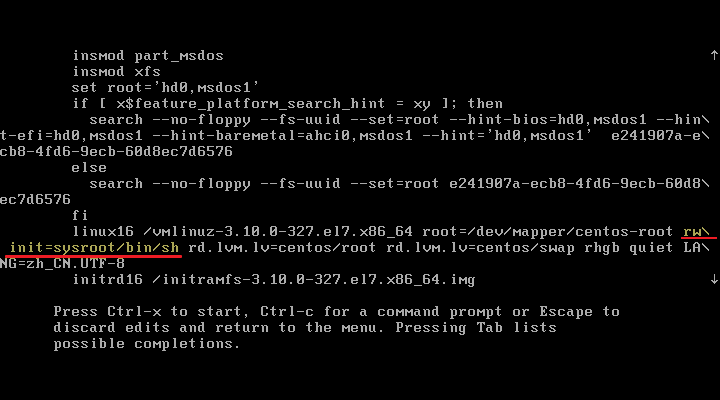 insmod part_msdos
insmod xfs
set root='hd0,msdos1'
if [ x$feature_platform_search_hint = xy ]; then
search --no-floppy --fs-uuid --set=root --hint-bios=hd0,msdos1 --hin\
t-efi=hd0,msdos1 --hint-baremetal=ahci0,msdos1 --hint='hd0,msdos1'  e241907a-e\
cb8-4fd6-9ecb-60d8ec7d6576
else
search --no-floppy --fs-uuid --set=root e241907a-ecb8-4fd6-9ecb-60d8\
ec7d6576
fi
linux16 /vmlinuz-3.10.0-327.el7.x86_64 root=/dev/mapper/centos-root rw\
init=sysroot/bin/sh rd.lvm.lv=centos/root rd.lvm.lv=centos/swap rhgb quiet LA\
NG=zh_CN.UTF-8
initrd16 /initramfs-3.10.0-327.el7.x86_64.img
Press Ctrl-x to start, Ctrl-c for a command prompt or Escape to
discard edits and return to the menu. Pressing Tab lists
possible completions.